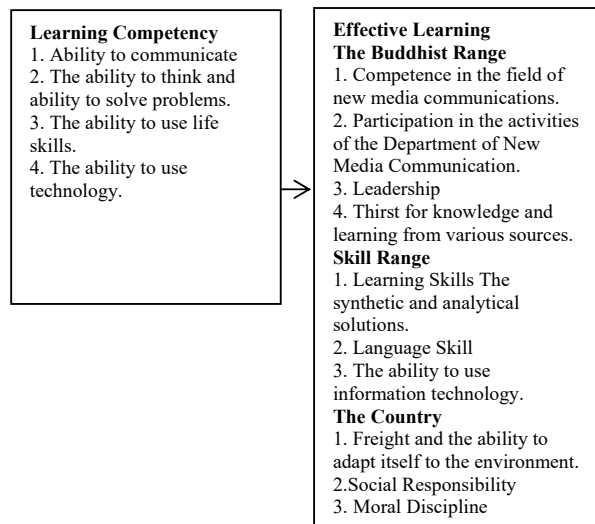 Learning Competency
1. Ability to communicate
2. The ability to think and
ability to solve problems.
3. The ability to use life
skills.
4. The ability to use
technology.
Effective Learning
The Buddhist Range
1. Competence in the field of
new media communications.
2. Participation in the activities
of the Department of New
Media Communication.
3. Leadership
4. Thirst for knowledge and
learning from various sources.
Skill Range
1. Learning Skills The
synthetic and analytical
solutions.
2. Language Skill
3. The ability to use
information technology.
The Country
1. Freight and the ability to
adapt itself to the environment.
2.Social Responsibility
3. Moral Discipline